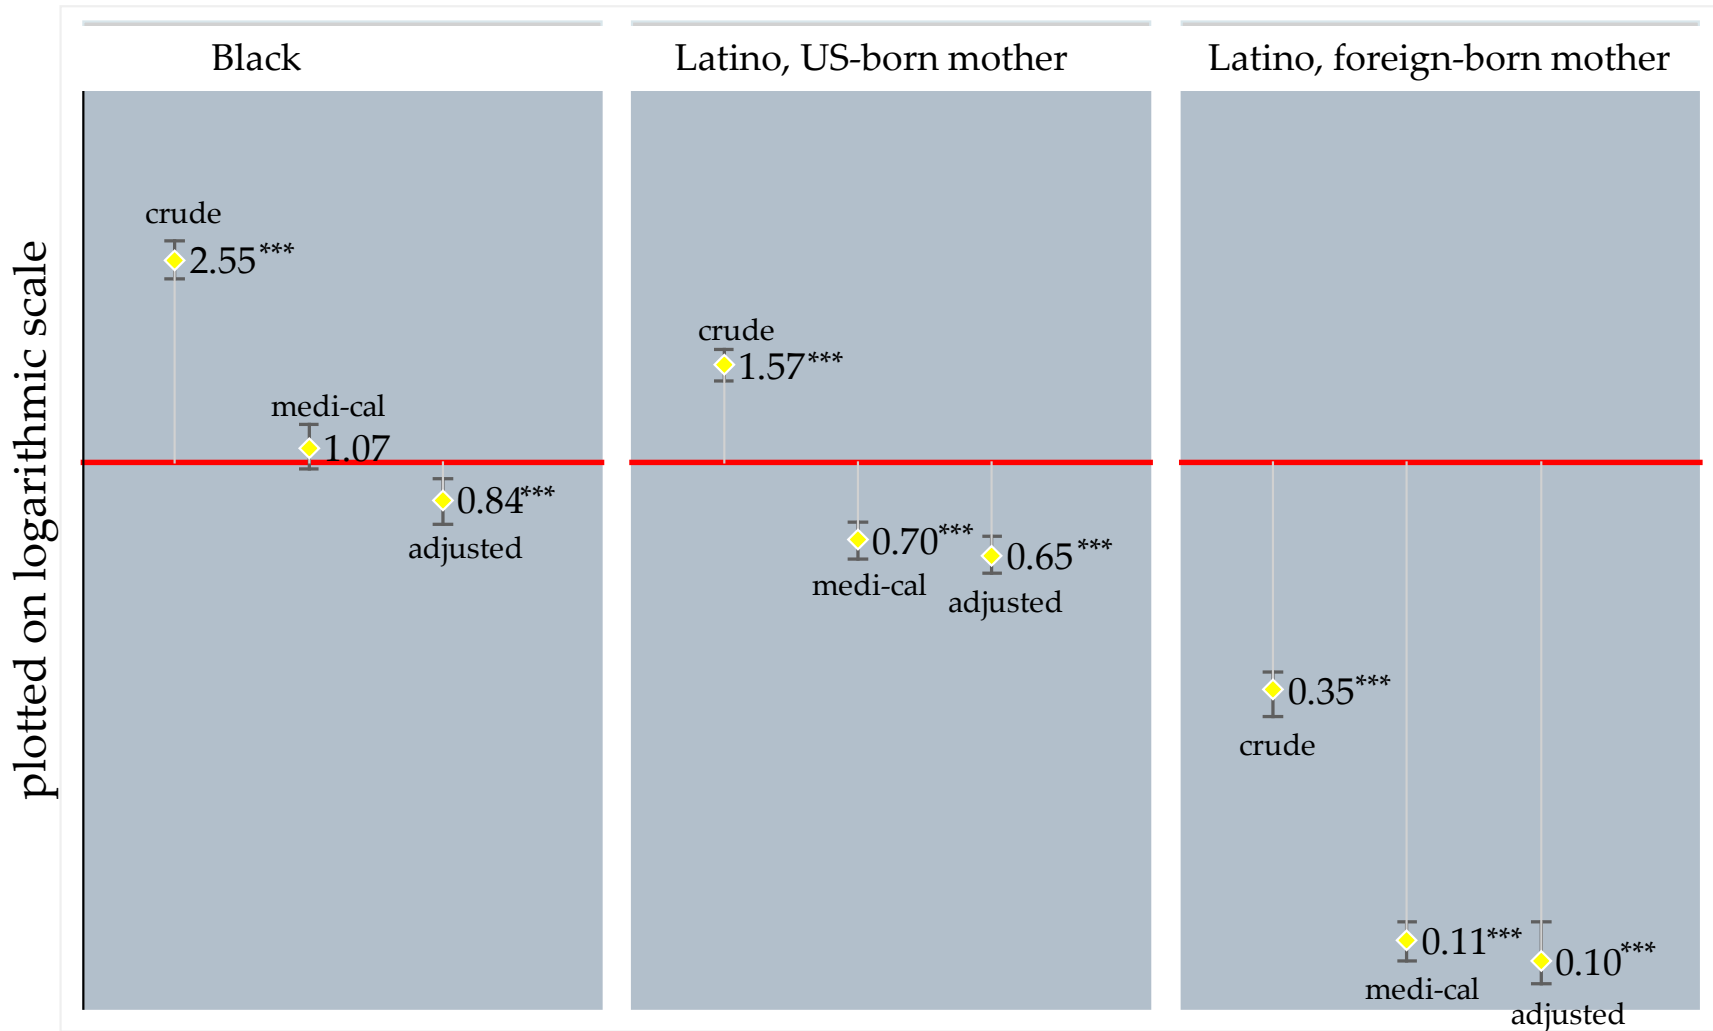 plotted on logarithmic scale
Black
crude
2.55***
medi-cal
1.07
0.84***
adjusted
Latino, US-born mother
crude
1.57***
0.70***
medi-cal
0.65***
adjusted
Latino, foreign-born mother
0.35***
crude
0.11***
medi-cal
0.10***
adjusted